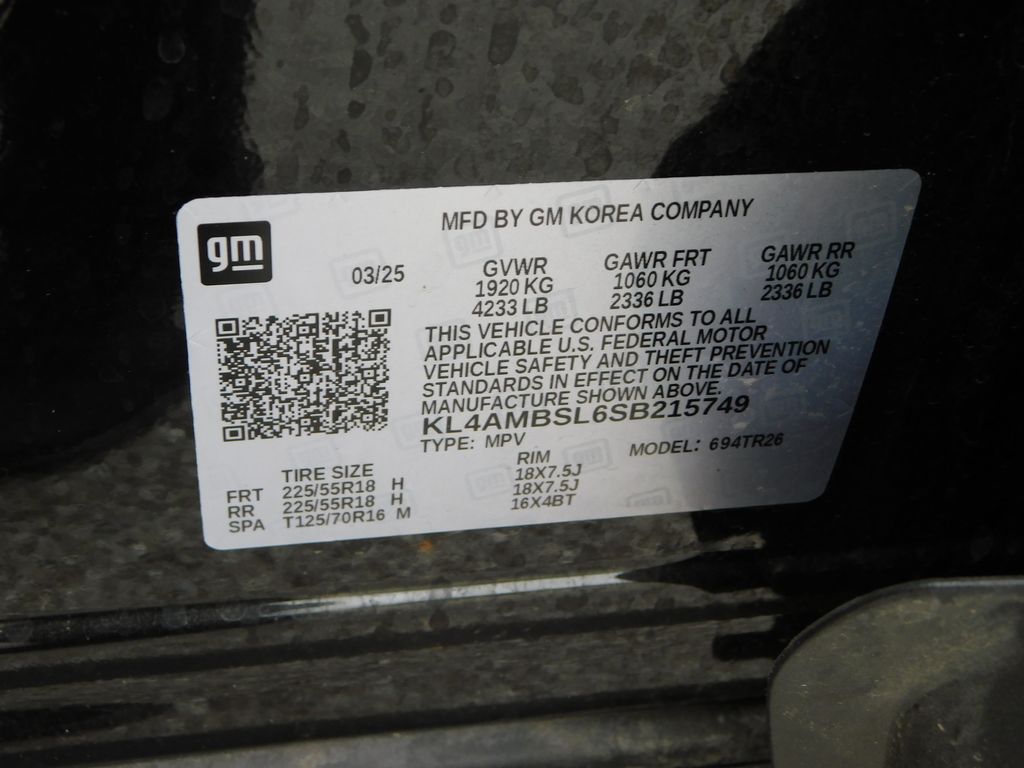 MFD BY GM KOREA COMPANY
gm
03/25
GVWR GAWR FRT GAWR RR
1920 KG 1060 KG 1060 KG
4233 LB 2336 LB 2336 LB
THIS VEHICLE CONFORMS TO ALL
APPLICABLE U.S. FEDERAL MOTOR
VEHICLE SAFETY AND THEFT PREVENTION
STANDARDS IN EFFECT ON THE DATE OF
MANUFACTURE SHOWN ABOVE.
KL4AMBSL6SB215749
TYPE: MPV MODEL: 694TR26
TIRE SIZE RIM
FRT 225/55R18 H 18X7.5J
RR 225/55R18 H 18X7.5J
SPA T125/70R16 M 16X4BT